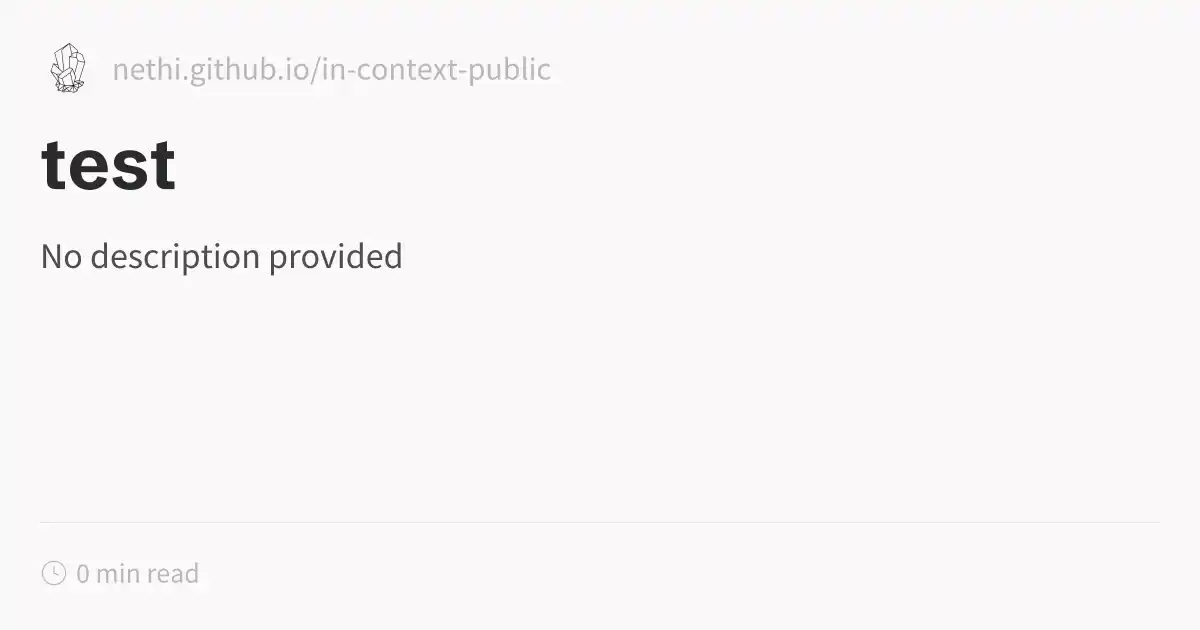 nethi.github.io/in-context-public
test
No description provided
0 min read